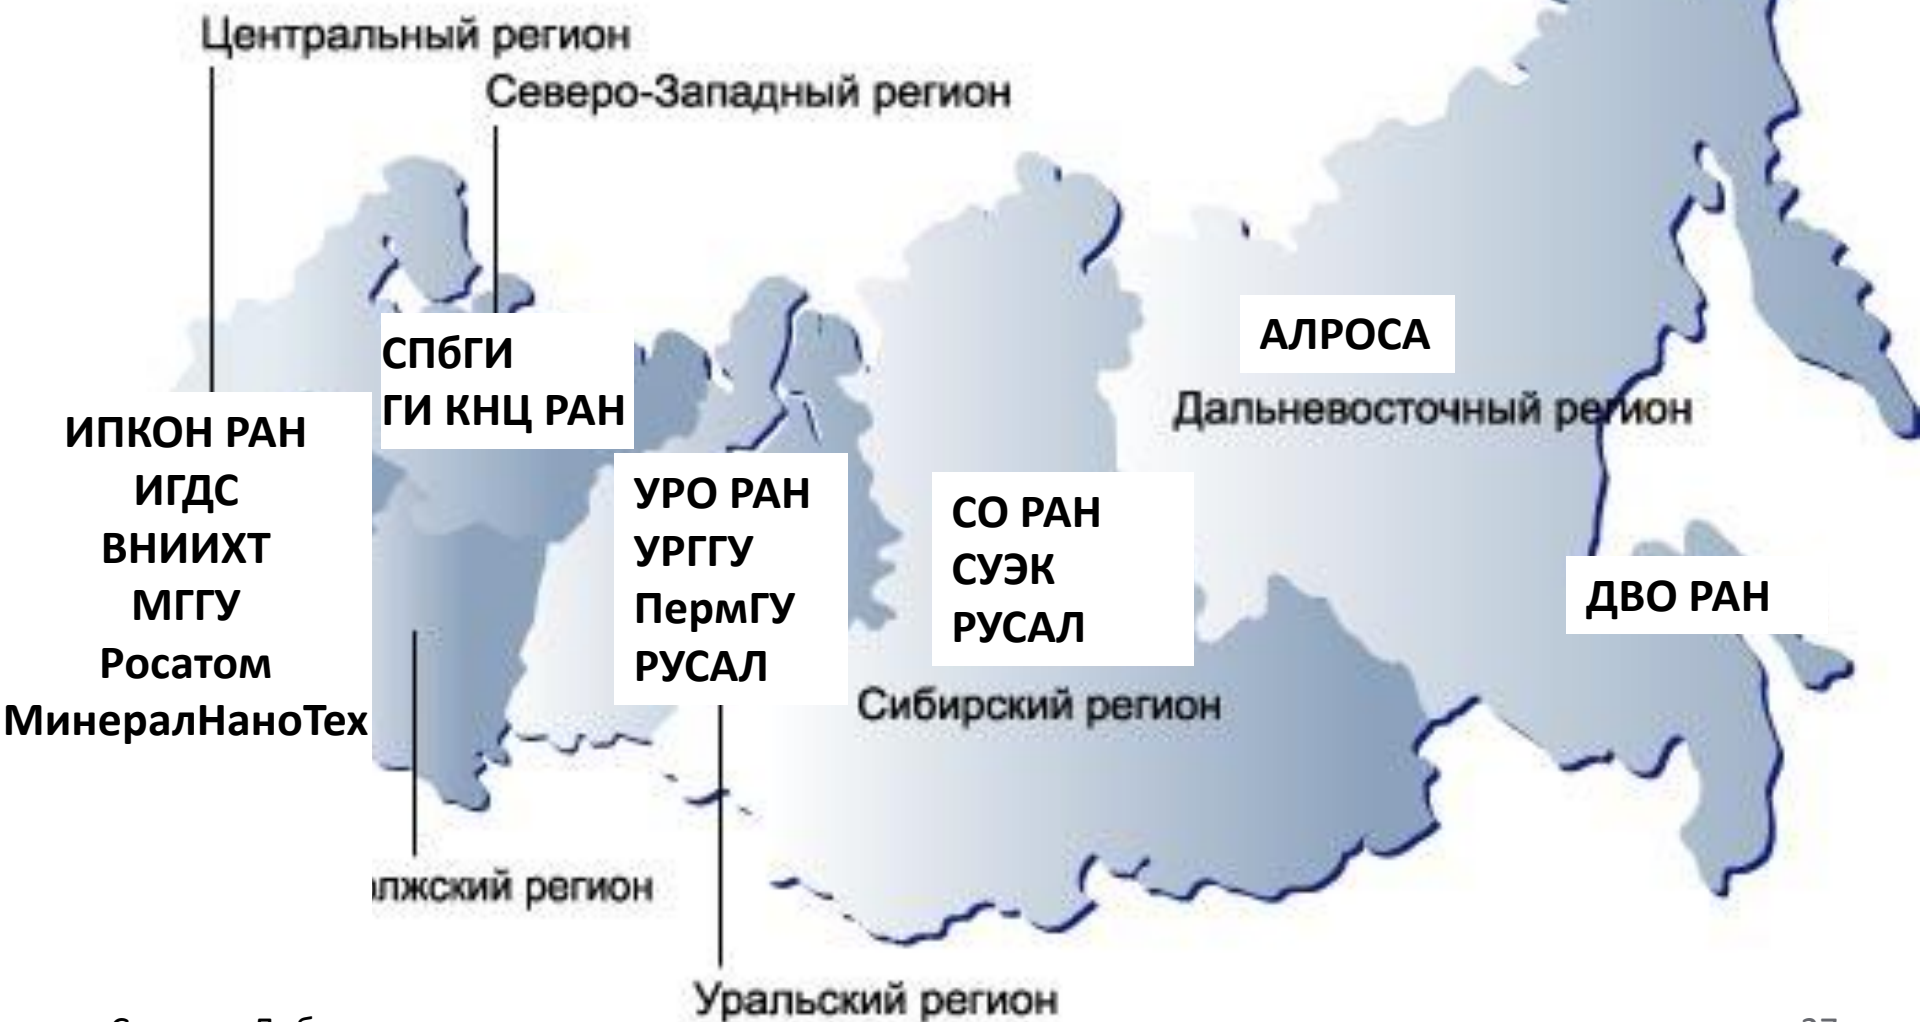 Центральный регион
Северо-Западный регион
СПбГИ
ГИ КНЦ РАН
ИПКОН РАН
ИГДС
ВНИИХТ
МГГУ
Росатом
МинералНаноТех
УРО РАН
УРГГУ
ПермГУ
РУСАЛ
СО РАН
СУЭК
РУСАЛ
АЛРОСА
Дальневосточный регион
ДВО РАН
Сибирский регион
олжский регион
Уральский регион